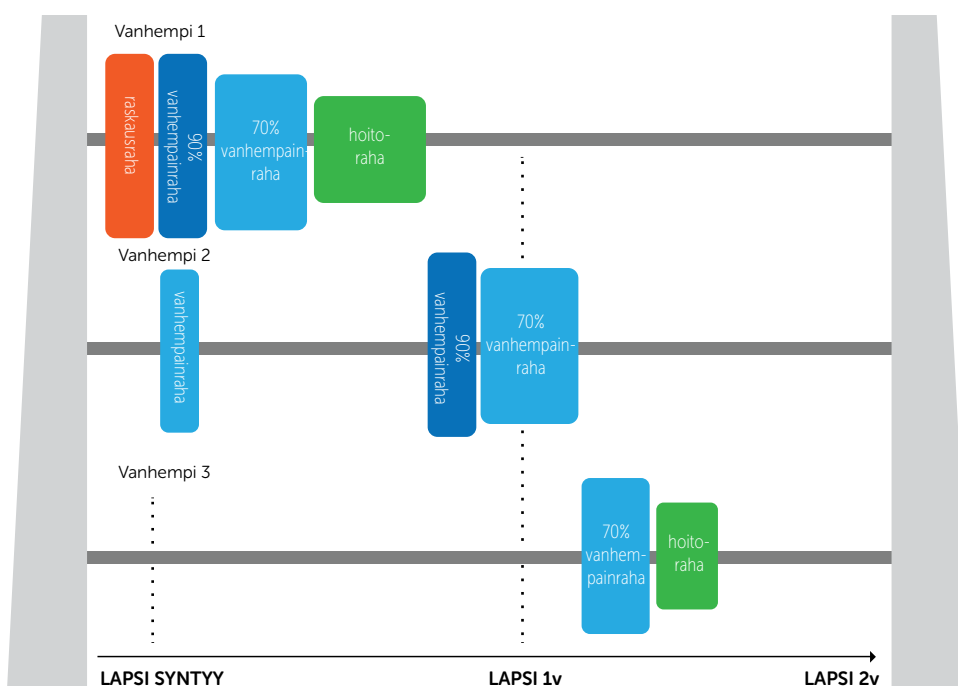 Vanhempi 1
raskausraha
90%
vanhempainraha
70%
vanhempain-
raha
hoito-
raha
Vanhempi 2
vanhempainraha
90%
vanhempainraha
70%
vanhempain-
raha
Vanhempi 3
70%
vanhem-
painraha
hoito-
raha
LAPSI SYNTYY
LAPSI 1v
LAPSI 2v